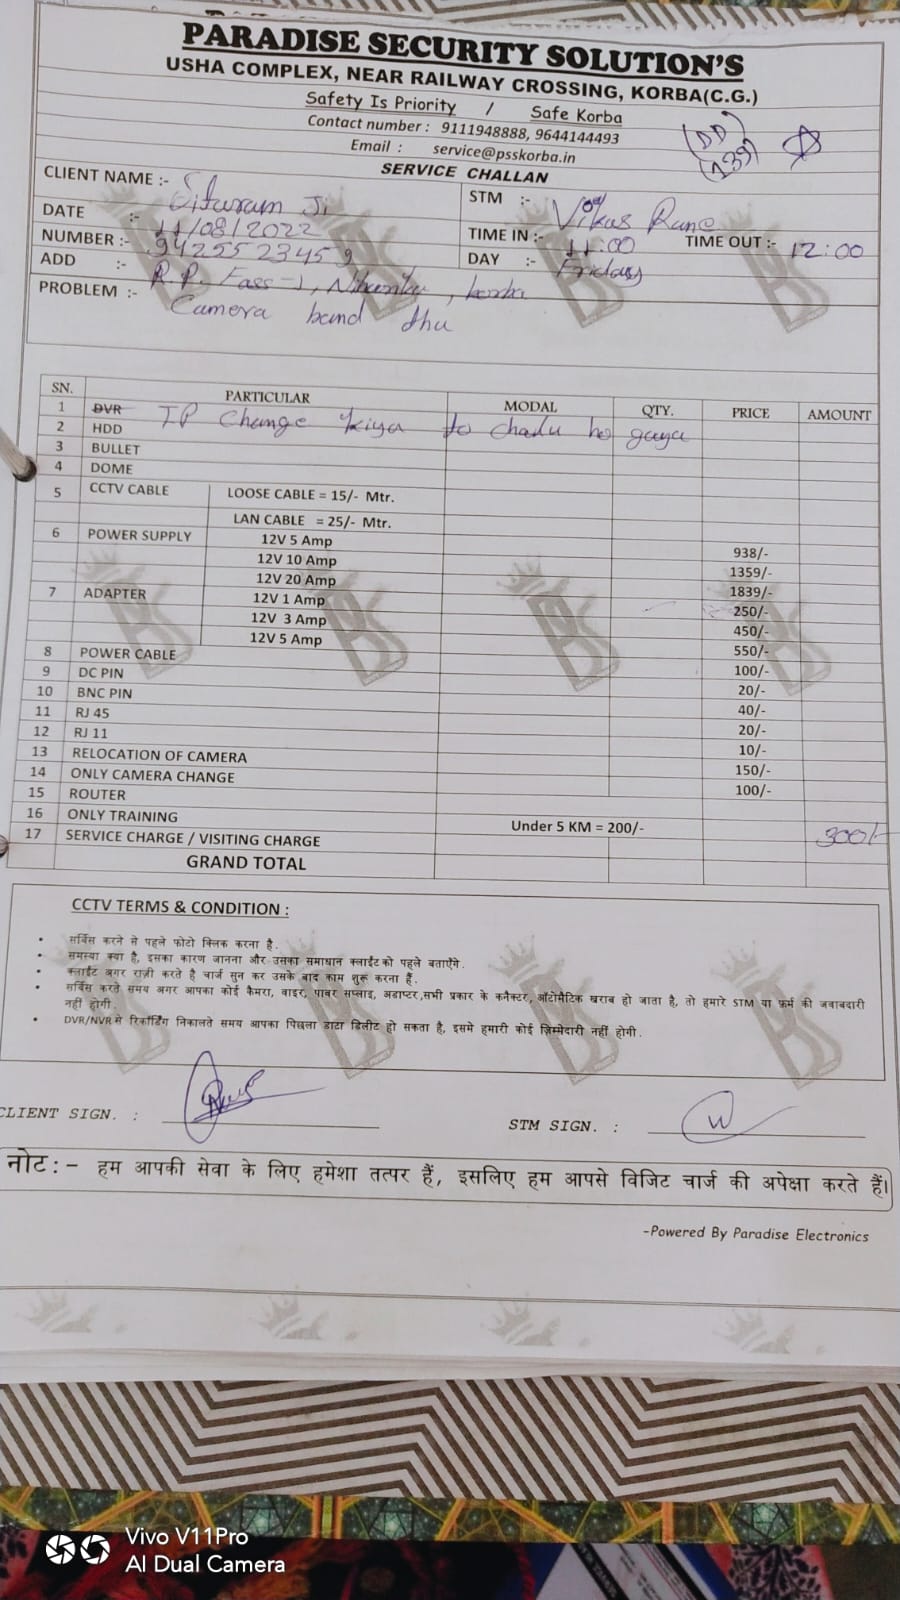 PARADISE SECURITY SOLUTION'S
USHA COMPLEX, NEAR RAILWAY CROSSING, KORBA(C.G.)
Safety Is Priority / Safe Korba
Contact number : 9111948888, 9644144493
Email : service@psskorba.in
(DD)
(139)
SERVICE CHALLAN
CLIENT NAME :- Sitaram Ji
STM :- Vikas Rane
DATE :- 11/08/2022
TIME IN :- 11:00 TIME OUT :- 12:00
NUMBER :- 9425523459
DAY :- Friday
ADD :- R.P. , korba
PROBLEM :- Camera band thu
SN. PARTICULAR MODAL QTY. PRICE AMOUNT
1 DVR IP Change kiya to chalu ho gaya
2 HDD
3 BULLET
4 DOME
5 CCTV CABLE LOOSE CABLE = 15/- Mtr.
LAN CABLE = 25/- Mtr.
6 POWER SUPPLY 12V 5 Amp 938/-
12V 10 Amp 1359/-
12V 20 Amp 1839/-
7 ADAPTER 12V 1 Amp 250/-
12V 3 Amp 450/-
12V 5 Amp 550/-
8 POWER CABLE 100/-
9 DC PIN 20/-
10 BNC PIN 40/-
11 RJ 45 20/-
12 RJ 11 10/-
13 RELOCATION OF CAMERA 150/-
14 ONLY CAMERA CHANGE 100/-
15 ROUTER
16 ONLY TRAINING
17 SERVICE CHARGE / VISITING CHARGE Under 5 KM = 200/- 300/-
GRAND TOTAL
CCTV TERMS & CONDITION :
• सर्विस करने से पहले फोटो क्लिक करना है.
• समस्या क्या है, इसका कारण जानना और उसका समाधान क्लाईंट को पहले बताएँगे.
• क्लाईंट अगर राज़ी करते है चार्ज सुन कर उसके बाद काम शुरू करना हैं.
• सर्विस करते समय अगर आपका कोई कैमरा, वाइर, पावर सप्लाइ, अडाप्टर,सभी प्रकार के कनैक्टर, ऑटोमैटिक खराब हो जाता है, तो हमारे STM या फ़र्म की जवाबदारी
नहीं होगी.
• DVR/NVR से रिकॉर्डिंग निकालते समय आपका पिछला डाटा डिलीट हो सकता है, इसमे हमारी कोई ज़िम्मेदारी नहीं होगी.
CLIENT SIGN. :
STM SIGN. :
नोट:- हम आपकी सेवा के लिए हमेशा तत्पर हैं, इसलिए हम आपसे विजिट चार्ज की अपेक्षा करते हैं।
-Powered By Paradise Electronics
Vivo V11Pro
AI Dual Camera